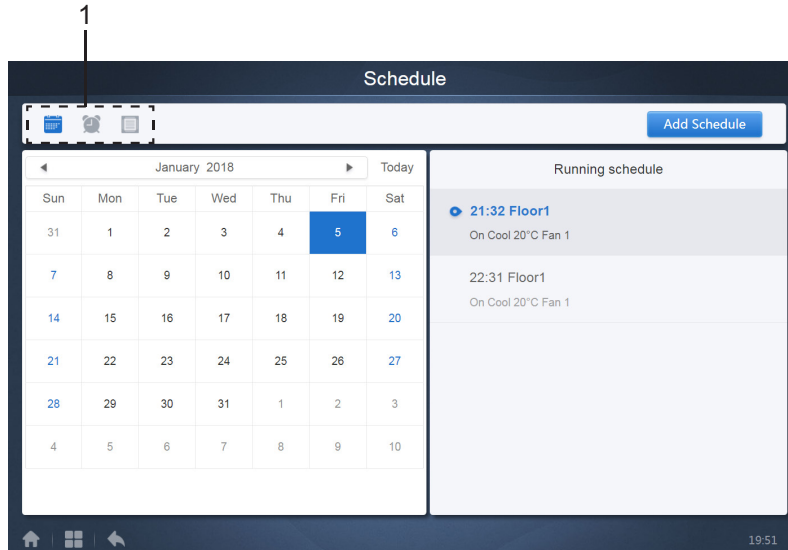 1
Schedule
Add Schedule
January 2018 Today
Sun Mon Tue Wed Thu Fri Sat
31 1 2 3 4 5 6
7 8 9 10 11 12 13
14 15 16 17 18 19 20
21 22 23 24 25 26 27
28 29 30 31 1 2 3
4 5 6 7 8 9 10
Running schedule
21:32 Floor1
On Cool 20°C Fan 1
22:31 Floor1
On Cool 20°C Fan 1
19:51